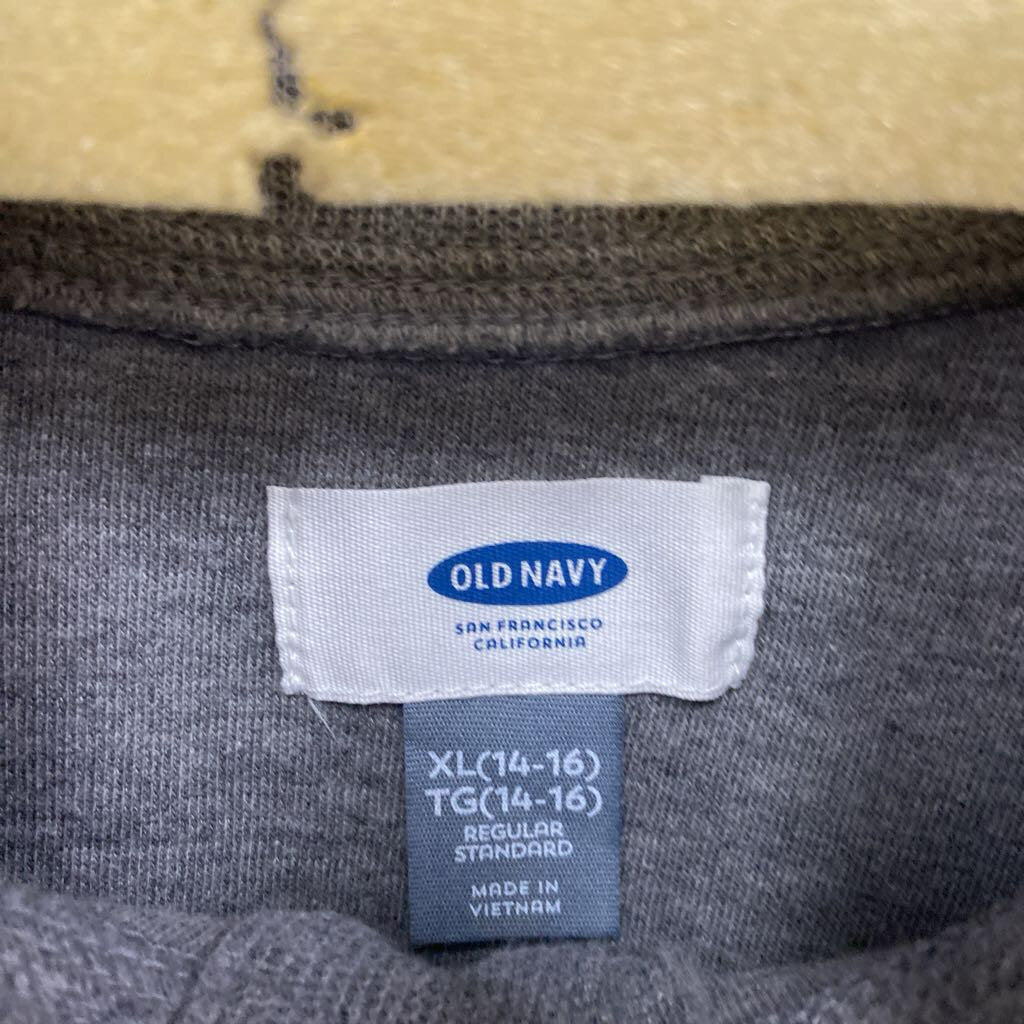 OLD NAVY
SAN FRANCISCO
CALIFORNIA
XL(14-16)
TG(14-16)
REGULAR
STANDARD
MADE IN
VIETNAM